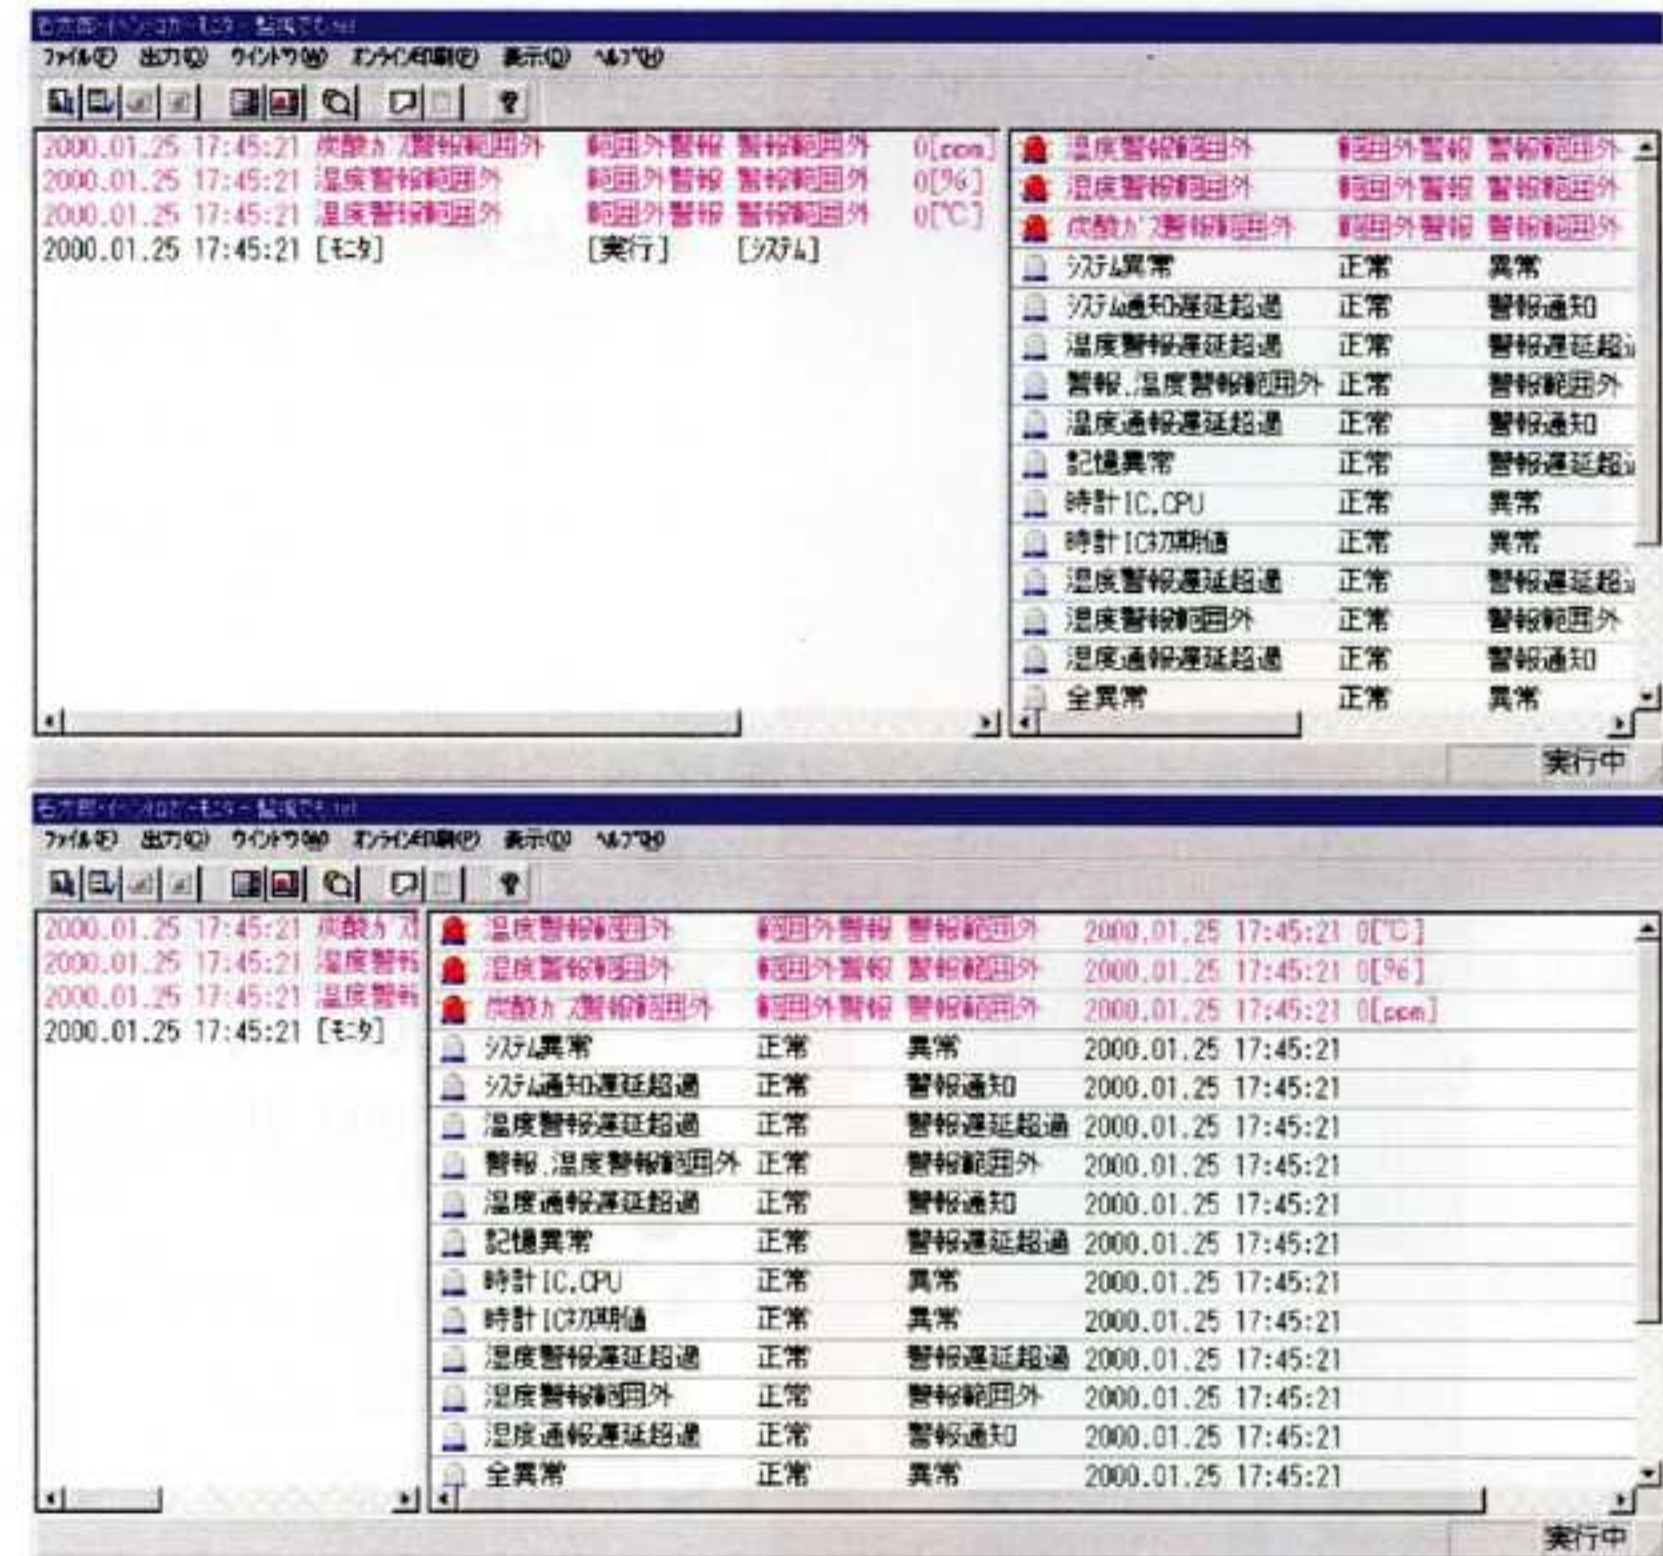 ファイル(F) 出力(O) ウインドウ(W) オンライン印刷(P) 表示(D) ヘルプ(H)
2000.01.25 17:45:21 炭酸ガス警報範囲外 範囲外警報 警報範囲外 0[ppm]
2000.01.25 17:45:21 湿度警報範囲外 範囲外警報 警報範囲外 0[%]
2000.01.25 17:45:21 温度警報範囲外 範囲外警報 警報範囲外 0[℃]
2000.01.25 17:45:21 [モニタ] [実行] [システム]
温度警報範囲外 範囲外警報 警報範囲外
湿度警報範囲外 範囲外警報 警報範囲外
炭酸ガス警報範囲外 範囲外警報 警報範囲外
システム異常 正常 異常
システム通知遅延超過 正常 警報通知
温度警報遅延超過 正常 警報遅延超
警報.温度警報範囲外 正常 警報範囲外
温度通報遅延超過 正常 警報通知
記憶異常 正常 警報遅延超
時計IC,CPU 正常 異常
時計IC初期値 正常 異常
湿度警報遅延超過 正常 警報遅延超
湿度警報範囲外 正常 警報範囲外
湿度通報遅延超過 正常 警報通知
全異常 正常 異常
実行中
ファイル(F) 出力(O) ウインドウ(W) オンライン印刷(P) 表示(D) ヘルプ(H)
2000.01.25 17:45:21 炭酸ガス
2000.01.25 17:45:21 湿度警報
2000.01.25 17:45:21 温度警報
2000.01.25 17:45:21 [モニタ]
温度警報範囲外 範囲外警報 警報範囲外 2000.01.25 17:45:21 0[℃]
湿度警報範囲外 範囲外警報 警報範囲外 2000.01.25 17:45:21 0[%]
炭酸ガス警報範囲外 範囲外警報 警報範囲外 2000.01.25 17:45:21 0[ppm]
システム異常 正常 異常 2000.01.25 17:45:21
システム通知遅延超過 正常 警報通知 2000.01.25 17:45:21
温度警報遅延超過 正常 警報遅延超過 2000.01.25 17:45:21
警報.温度警報範囲外 正常 警報範囲外 2000.01.25 17:45:21
温度通報遅延超過 正常 警報通知 2000.01.25 17:45:21
記憶異常 正常 警報遅延超過 2000.01.25 17:45:21
時計IC,CPU 正常 異常 2000.01.25 17:45:21
時計IC初期値 正常 異常 2000.01.25 17:45:21
湿度警報遅延超過 正常 警報遅延超過 2000.01.25 17:45:21
湿度警報範囲外 正常 警報範囲外 2000.01.25 17:45:21
湿度通報遅延超過 正常 警報通知 2000.01.25 17:45:21
全異常 正常 異常 2000.01.25 17:45:21
実行中